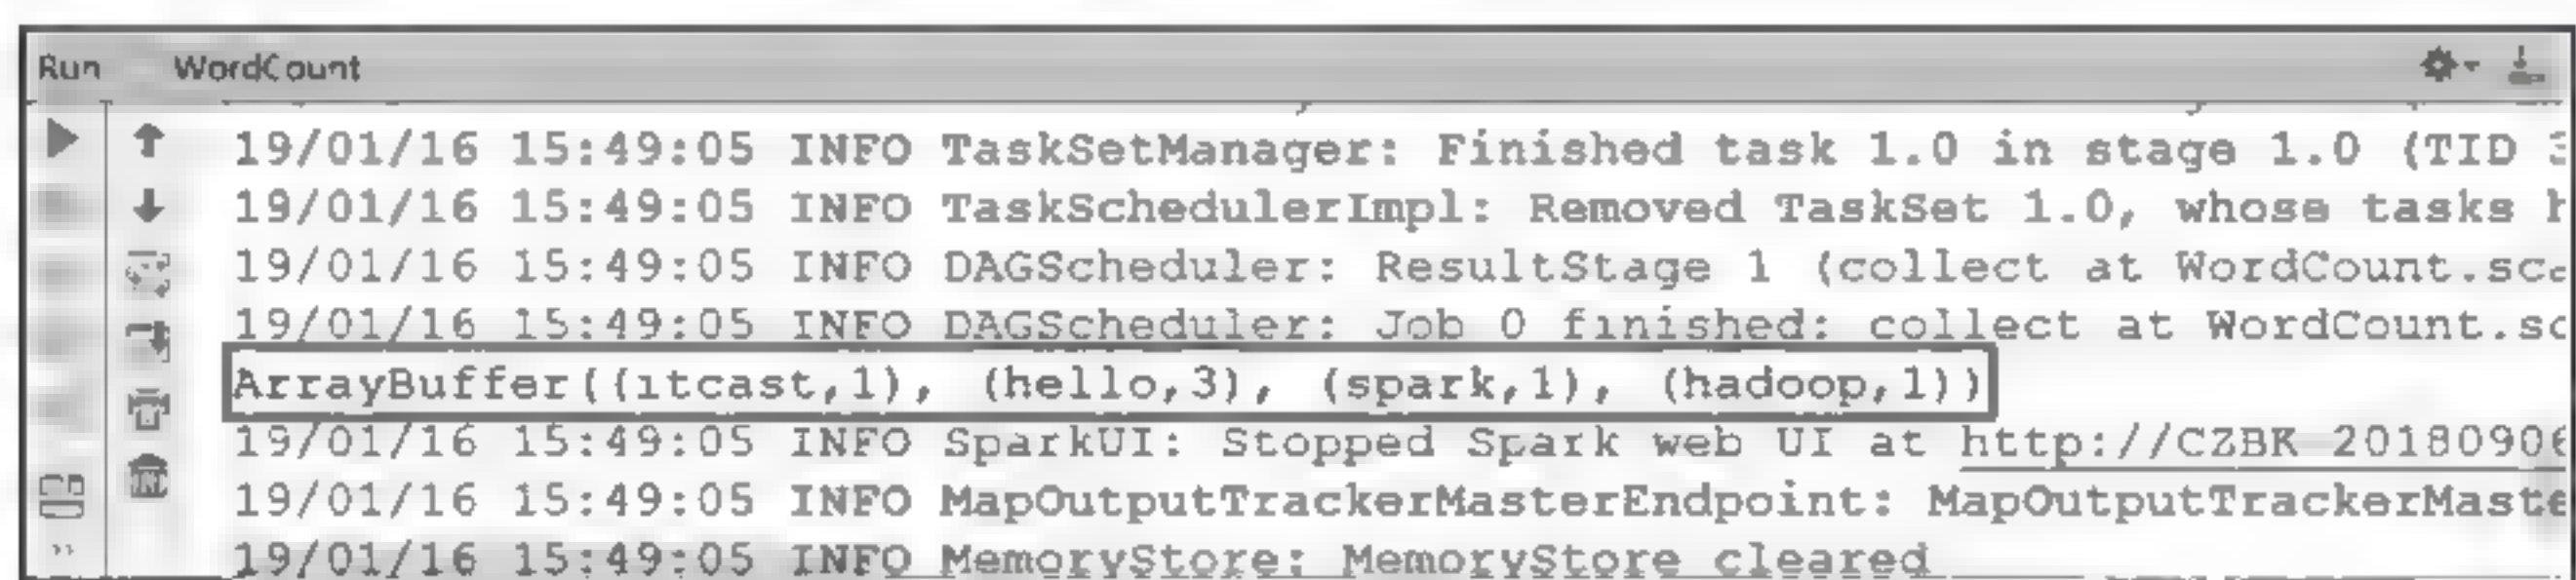 Run WordCount
19/01/16 15:49:05 INFO TaskSetManager: Finished task 1.0 in stage 1.0 (TID 3
19/01/16 15:49:05 INFO TaskSchedulerImpl: Removed TaskSet 1.0, whose tasks h
19/01/16 15:49:05 INFO DAGScheduler: ResultStage 1 (collect at WordCount.sca
19/01/16 15:49:05 INFO DAGScheduler: Job 0 finished: collect at WordCount.sc
ArrayBuffer((itcast,1), (hello,3), (spark,1), (hadoop,1))
19/01/16 15:49:05 INFO SparkUI: Stopped Spark web UI at http://CZBK-20180906
19/01/16 15:49:05 INFO MapOutputTrackerMasterEndpoint: MapOutputTrackerMaste
19/01/16 15:49:05 INFO MemoryStore: MemoryStore cleared